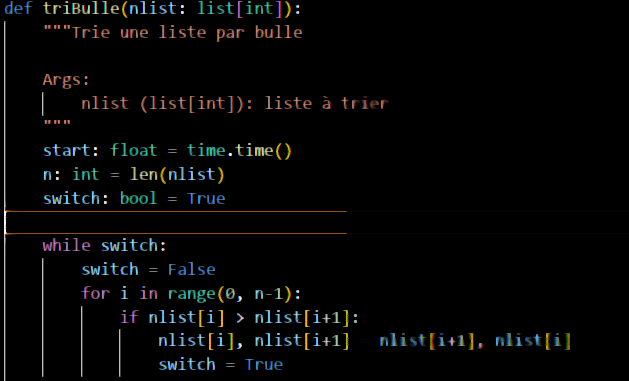 def triBulle(nlist: list[int]):
    """Trie une liste par bulle

    Args:
        nlist (list[int]): liste à trier
    """
    start: float = time.time()
    n: int = len(nlist)
    switch: bool = True

    while switch:
        switch = False
        for i in range(0, n-1):
            if nlist[i] > nlist[i+1]:
                nlist[i], nlist[i+1]   nlist[i+1], nlist[i]
                switch = True